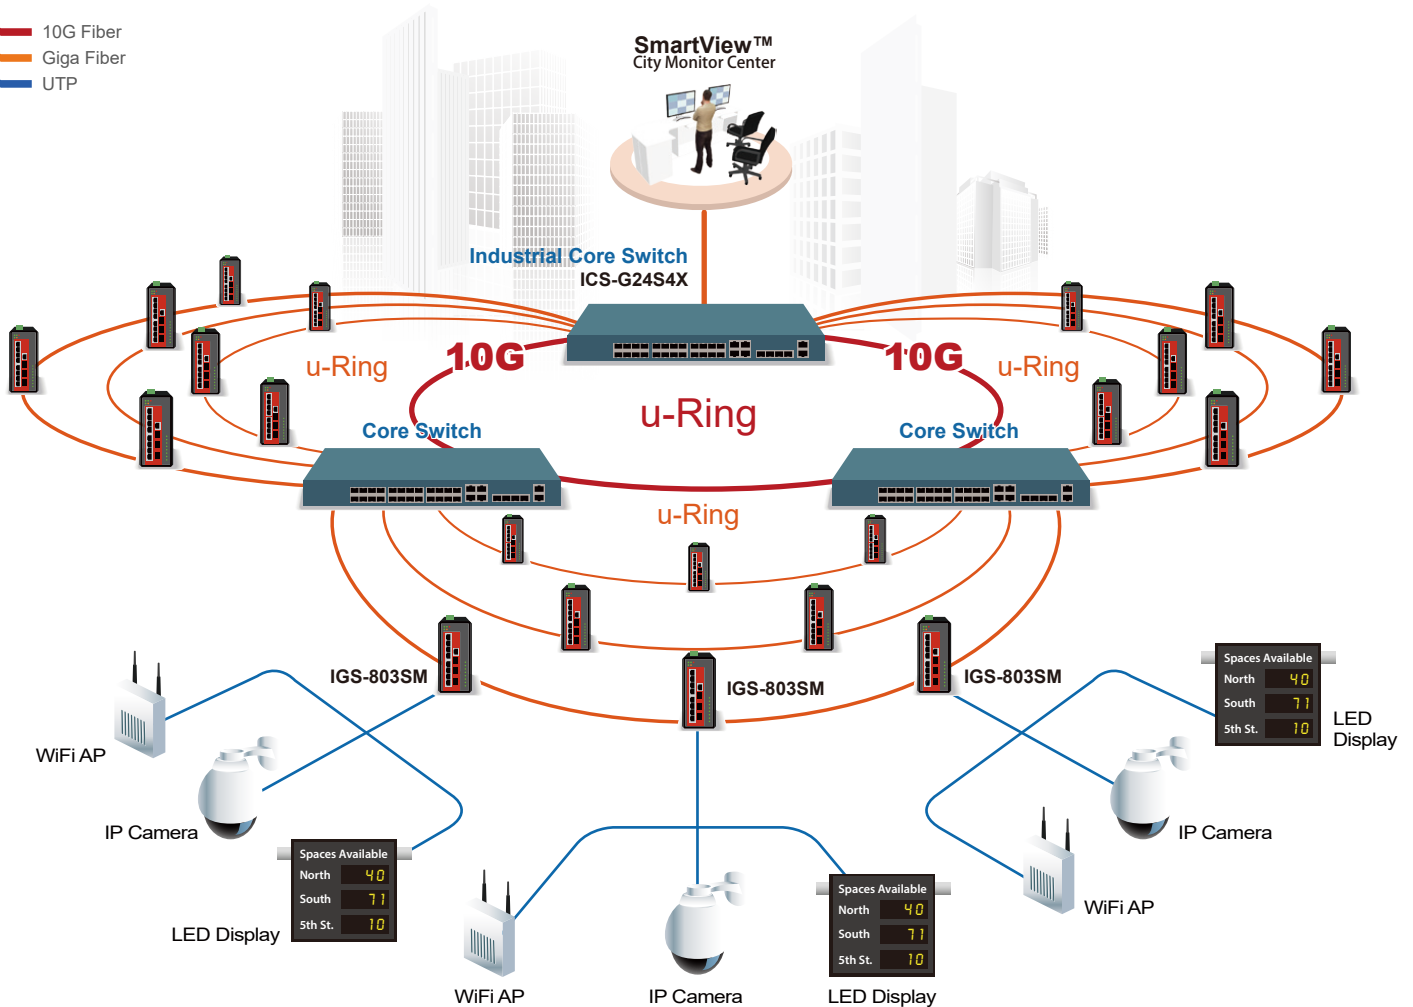 10G Fiber
Giga Fiber
UTP
SmartView™
City Monitor Center
Industrial Core Switch
ICS-G24S4X
10G
10G
u-Ring
u-Ring
u-Ring
Core Switch
Core Switch
u-Ring
IGS-803SM
IGS-803SM
IGS-803SM
WiFi AP
IP Camera
Spaces Available
North 40
South 71
5th St. 10
LED Display
WiFi AP
IP Camera
Spaces Available
North 40
South 71
5th St. 10
LED Display
Spaces Available
North 40
South 71
5th St. 10
LED
Display
IP Camera
WiFi AP